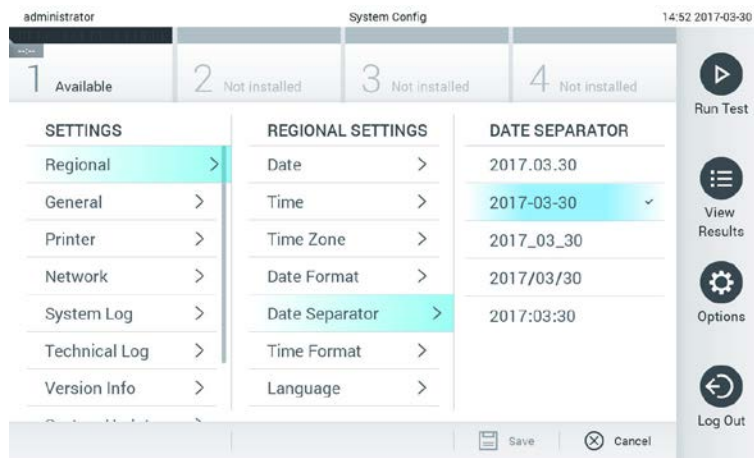 administrator System Config 14:52 2017-03-30
--:--
1 Available 2 Not installed 3 Not installed 4 Not installed
Run Test
SETTINGS REGIONAL SETTINGS DATE SEPARATOR
Regional > Date > 2017.03.30
General > Time > 2017-03-30 ✓
View Results
Printer > Time Zone > 2017_03_30
Network > Date Format > 2017/03/30
System Log > Date Separator > 2017:03:30
Options
Technical Log > Time Format >
Version Info > Language >
Log Out
Save Cancel